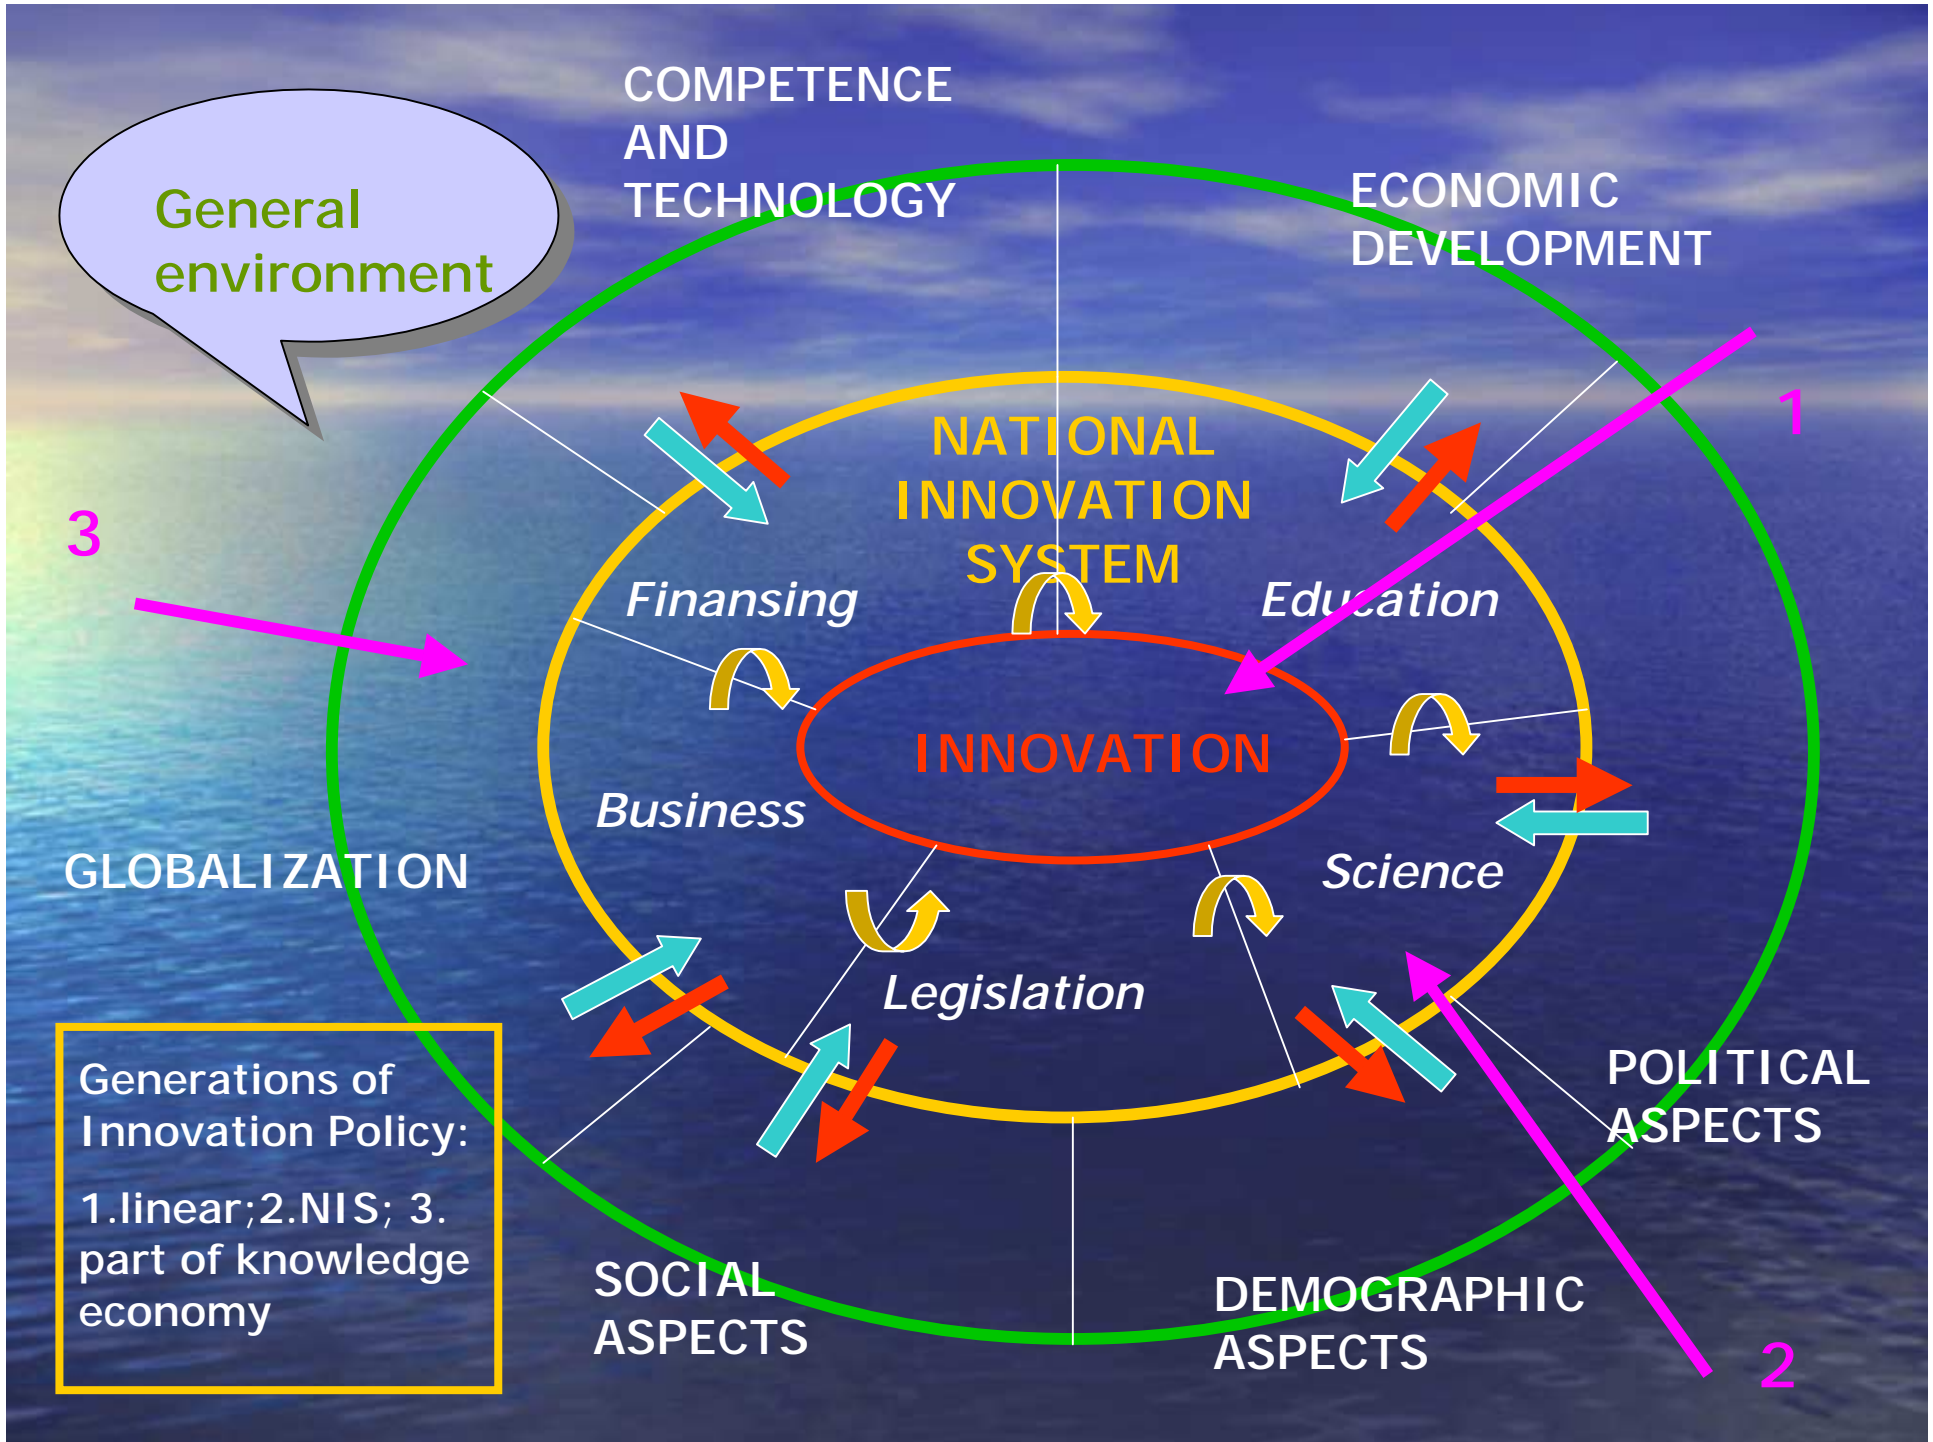 COMPETENCE
AND
TECHNOLOGY
General
environment
ECONOMIC
DEVELOPMENT
1
NATIONAL
INNOVATION
SYSTEM
3
Finansing
Education
INNOVATION
Business
Science
GLOBALIZATION
Legislation
Generations of
Innovation Policy:
1.linear;2.NIS; 3.
part of knowledge
economy
POLITICAL
ASPECTS
SOCIAL
ASPECTS
DEMOGRAPHIC
ASPECTS
2